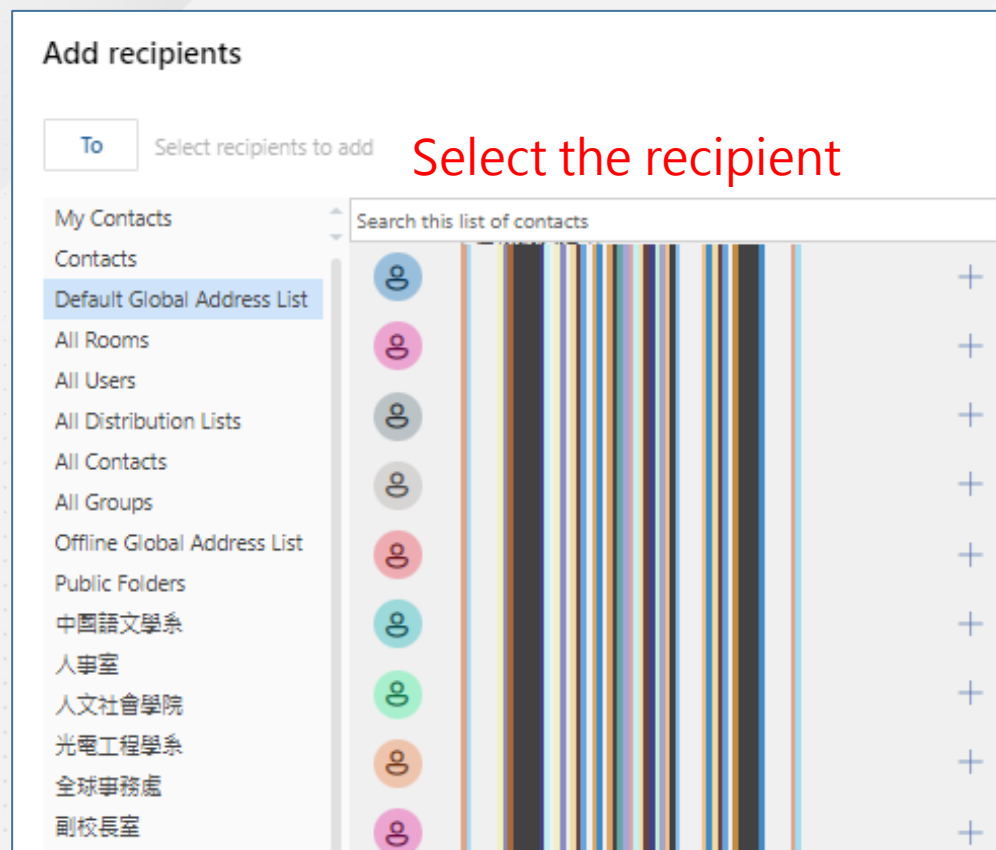 Add recipients
To
Select recipients to add
Select the recipient
My Contacts
Search this list of contacts
Contacts
Default Global Address List
All Rooms
All Users
All Distribution Lists
All Contacts
All Groups
Offline Global Address List
Public Folders
中國語文學系
人事室
人文社會學院
光電工程學系
全球事務處
副校長室